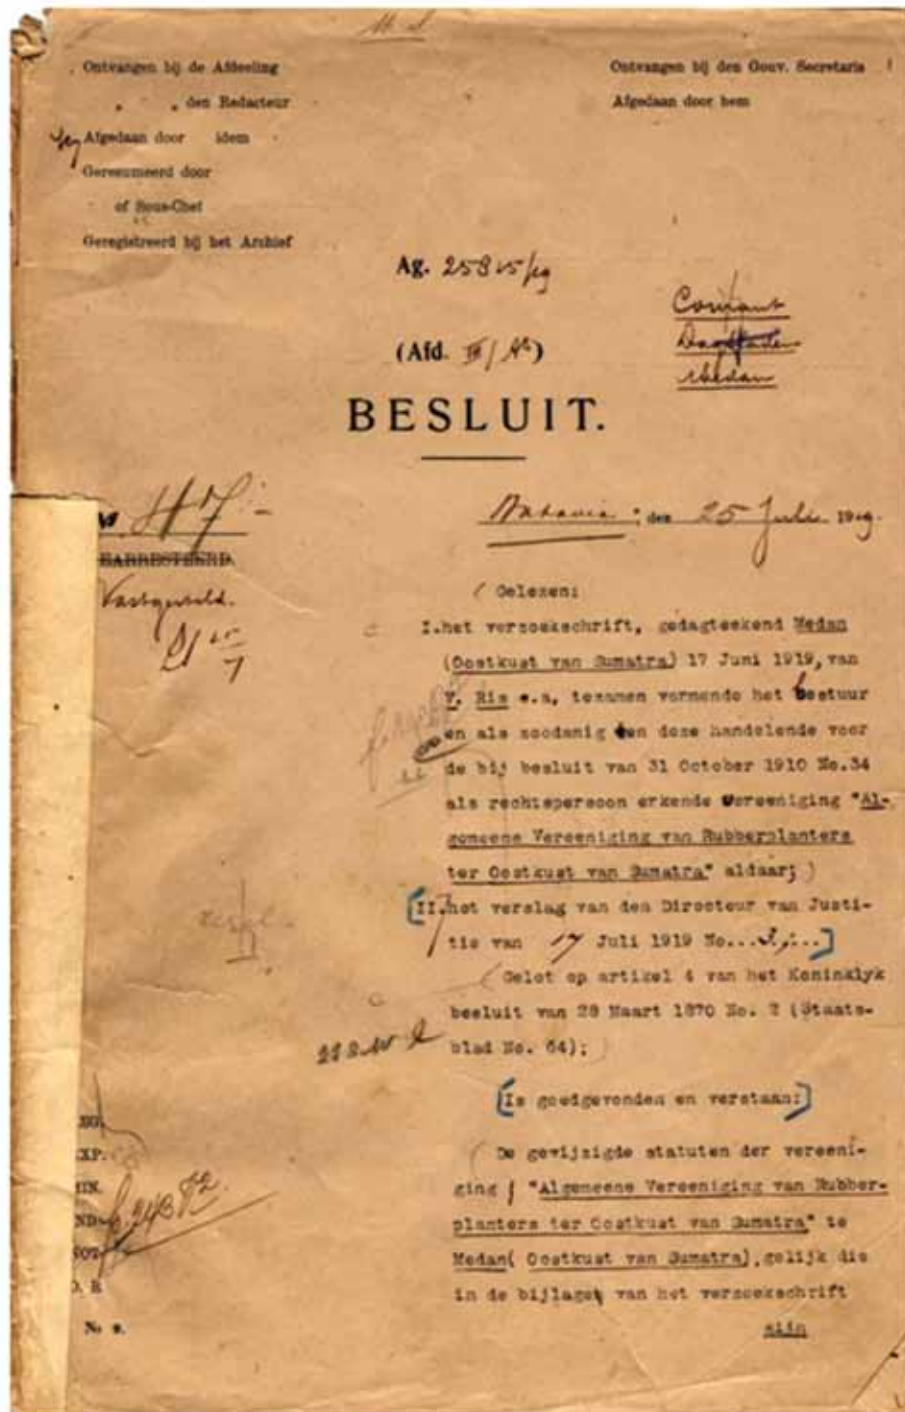 Ontvangen bij de Afdeeling
„ „ den Redacteur
Afgedaan door idem
Geresumeerd door
of Sous-Chef
Geregistreerd bij het Archief
Ontvangen bij den Gouv. Secretaris
Afgedaan door hem
Ag.
(Afd. III/
Courant
Medan
BESLUIT.
Batavia, den 25 Juli 1919.
Vastgesteld.
(Gelezen:
I.het verzoekschrift, gedagteekend Medan
(Oostkust van Sumatra) 17 Juni 1919, van
V. Ris e.a. tezamen vormende het bestuur
en als zoodanig ten deze handelende voor
de bij besluit van 31 October 1910 No.34
als rechtspersoon erkende vereeniging "Al-
gemeene Vereeniging van Rubberplanters
ter Oostkust van Sumatra" aldaar;)
[II.het verslag van den Directeur van Justi-
tie van 17 Juli 1919 No...
(Gelet op artikel 4 van het Koninklyk
besluit van 28 Maart 1870 No. 2 (Staats-
blad No. 64);)
[Is goedgevonden en verstaan:]
(De gewijzigde statuten der vereeni-
ging "Algemeene Vereeniging van Rubber-
planters ter Oostkust van Sumatra" te
Medan( Oostkust van Sumatra), gelijk die
in de bijlage van het verzoekschrift
zijn